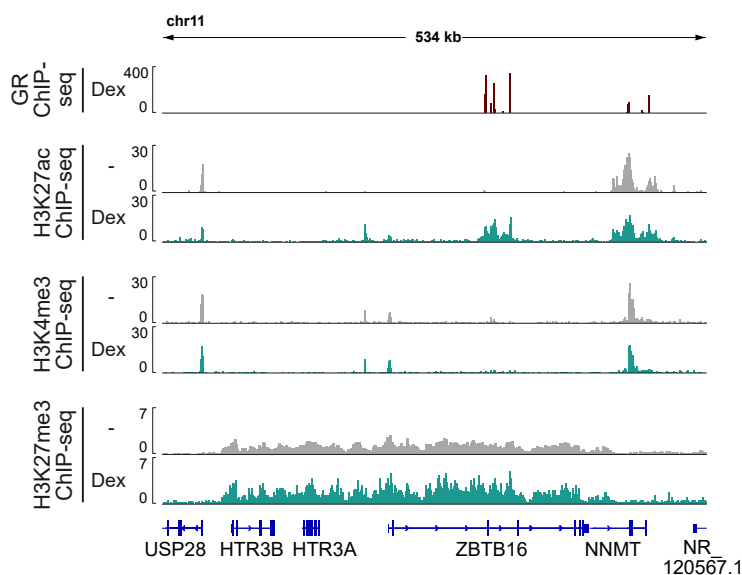 chr11
534 kb
GR
ChIP-
seq
Dex
400
0
H3K27ac
ChIP-seq
-
30
0
Dex
30
0
H3K4me3
ChIP-seq
-
30
0
Dex
30
0
H3K27me3
ChIP-seq
-
7
0
Dex
7
0
USP28 HTR3B HTR3A ZBTB16 NNMT NR_
120567.1